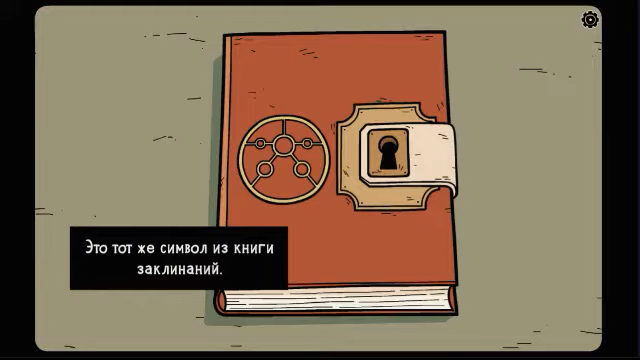 Это тот же символ из книги
заклинаний.